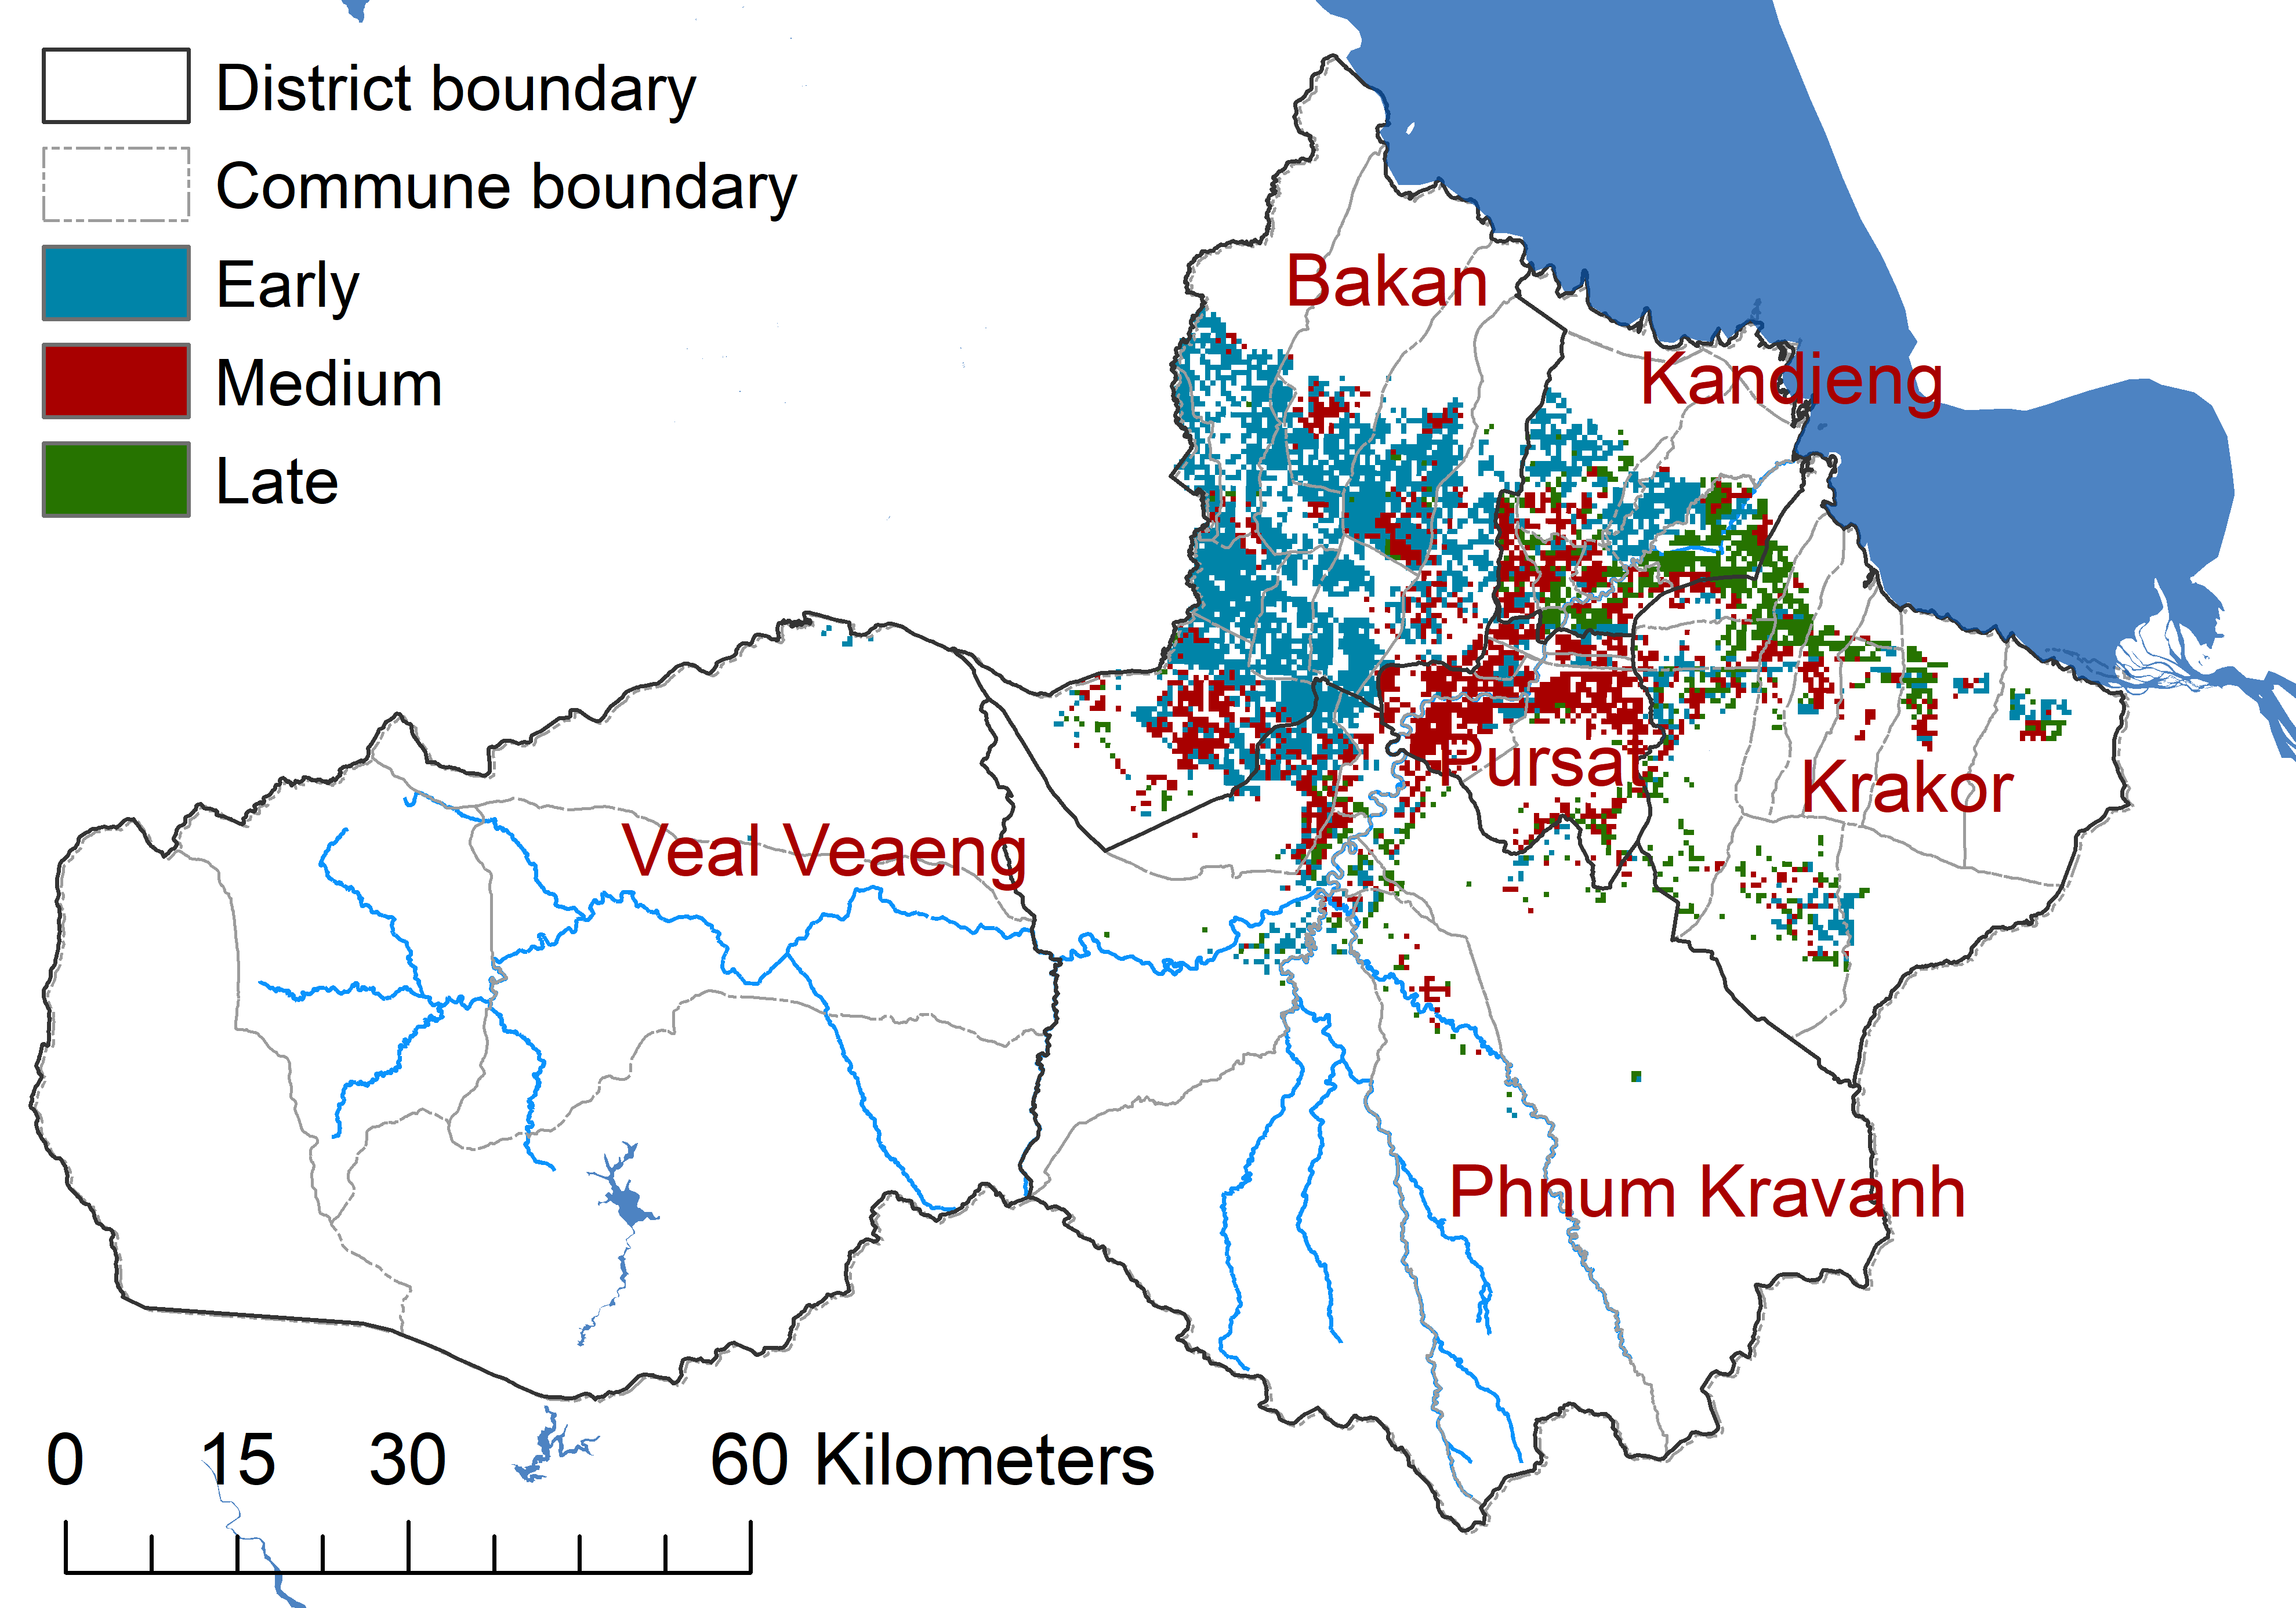 District boundary
Commune boundary
Early
Medium
Late
Bakan
Kandieng
Pursat
Krakor
Veal Veaeng
Phnum Kravanh
0 15 30 60 Kilometers